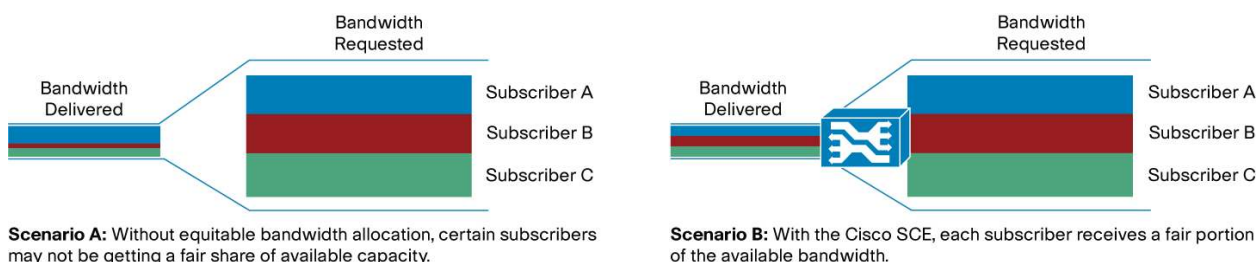 Bandwidth
Requested
Bandwidth
Delivered
Subscriber A
Subscriber B
Subscriber C
Scenario A: Without equitable bandwidth allocation, certain subscribers
may not be getting a fair share of available capacity.
Bandwidth
Requested
Bandwidth
Delivered
Subscriber A
Subscriber B
Subscriber C
Scenario B: With the Cisco SCE, each subscriber receives a fair portion
of the available bandwidth.